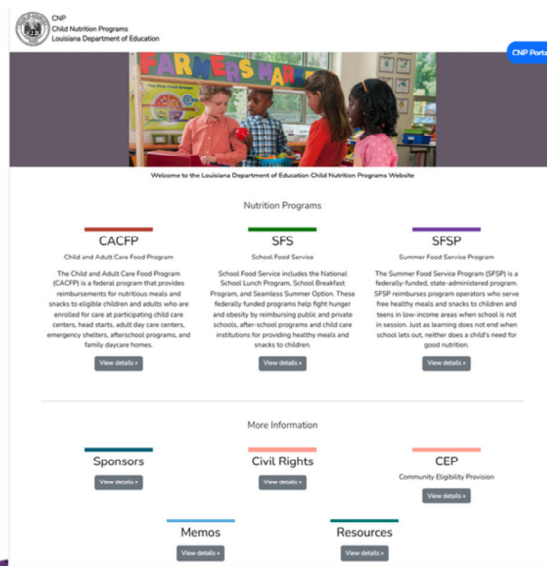 CNP
Child Nutrition Programs
Louisiana Department of Education
CNP Porta
FARMERS MAR
Welcome to the Louisiana Department of Education Child Nutrition Programs Website
Nutrition Programs
CACFP
Child and Adult Care Food Program
The Child and Adult Care Food Program
(CACFP) is a federal program that provides
reimbursements for nutritious meals and
snacks to eligible children and adults who are
enrolled for care at participating child care
centers, head starts, adult day care centers,
emergency shelters, afterschool programs, and
family daycare homes.
View details »
SFS
School Food Service
School Food Service includes the National
School Lunch Program, School Breakfast
Program, and Seamless Summer Option. These
federally funded programs help fight hunger
and obesity by reimbursing public and private
schools, after-school programs and child care
institutions for providing healthy meals and
snacks to children.
View details »
SFSP
Summer Food Service Program
The Summer Food Service Program (SFSP) is a
federally-funded, state-administered program.
SFSP reimburses program operators who serve
free healthy meals and snacks to children and
teens in low-income areas when school is not
in session. Just as learning does not end when
school lets out, neither does a child's need for
good nutrition.
View details »
More Information
Sponsors
View details »
Civil Rights
View details »
CEP
Community Eligibility Provision
View details »
Memos
View details »
Resources
View details »